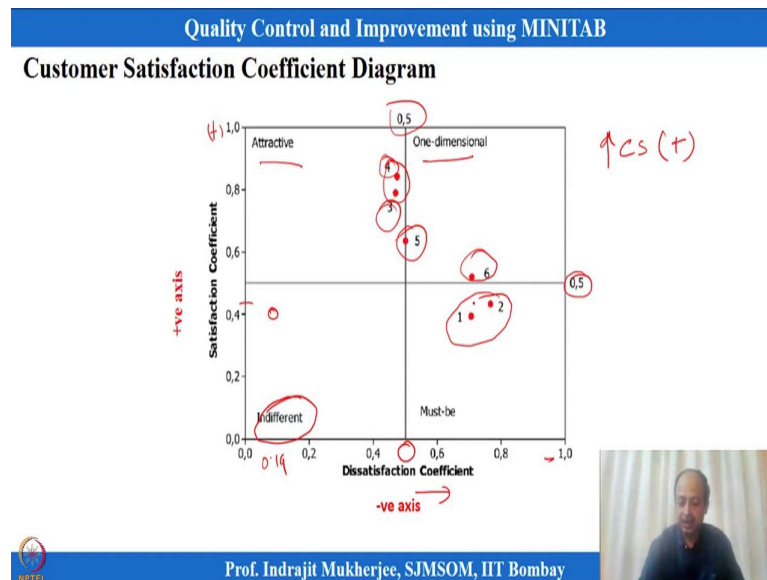 Quality Control and Improvement using MINITAB
Customer Satisfaction Coefficient Diagram
0,5
(+) 1,0
Attractive
One-dimensional
↑ CS (+)
4
0,8
3
5
0,6
6
0,5
+ve axis
Satisfaction Coefficient
0,4
1
2
0,2
Indifferent
Must-be
0,0
0,0 0,2 0,4 0,6 0,8 1,0
0.19
Dissatisfaction Coefficient
-ve axis
NPTEL
Prof. Indrajit Mukherjee, SJMSOM, IIT Bombay